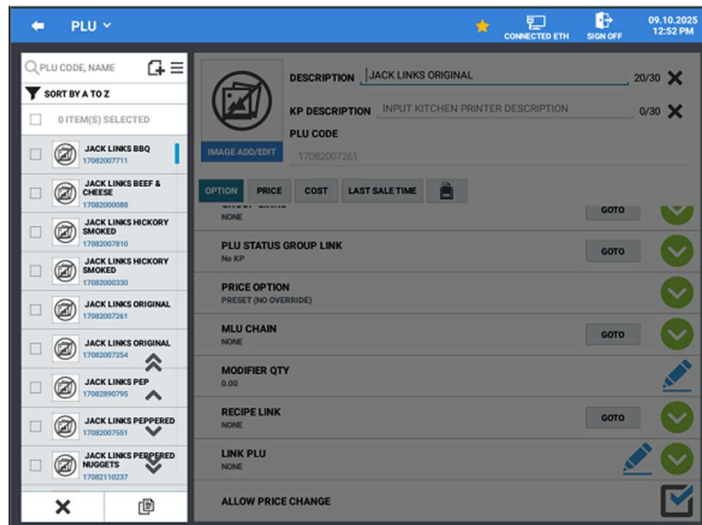 PLU
CONNECTED ETH
SIGN OFF
09.10.2025
12:52 PM
PLU CODE, NAME
SORT BY A TO Z
0 ITEM(S) SELECTED
JACK LINKS BBQ
17082007711
JACK LINKS BEEF &
CHEESE
17082000088
JACK LINKS HICKORY
SMOKED
17082007810
JACK LINKS HICKORY
SMOKED
17082000330
JACK LINKS ORIGINAL
17082007261
JACK LINKS ORIGINAL
17082007254
JACK LINKS PEP
17082890795
JACK LINKS PEPPERED
17082007551
JACK LINKS PEPPERED
NUGGETS
17082110237
IMAGE ADD/EDIT
DESCRIPTION JACK LINKS ORIGINAL 20/30
KP DESCRIPTION INPUT KITCHEN PRINTER DESCRIPTION 0/30
PLU CODE
17082007261
OPTION PRICE COST LAST SALE TIME
NONE GOTO
PLU STATUS GROUP LINK
No KP GOTO
PRICE OPTION
PRESET (NO OVERRIDE)
MLU CHAIN
NONE GOTO
MODIFIER QTY
0.00
RECIPE LINK
NONE GOTO
LINK PLU
NONE
ALLOW PRICE CHANGE